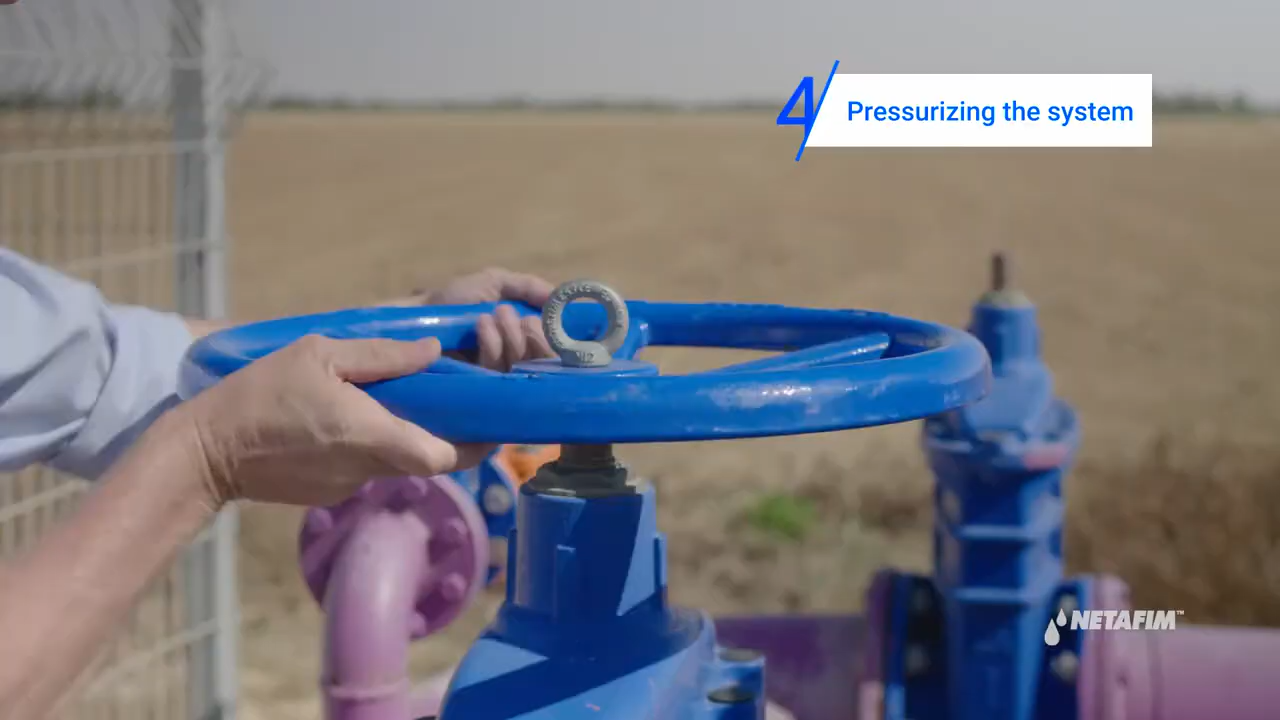 4
Pressurizing the system
NETAFIM™